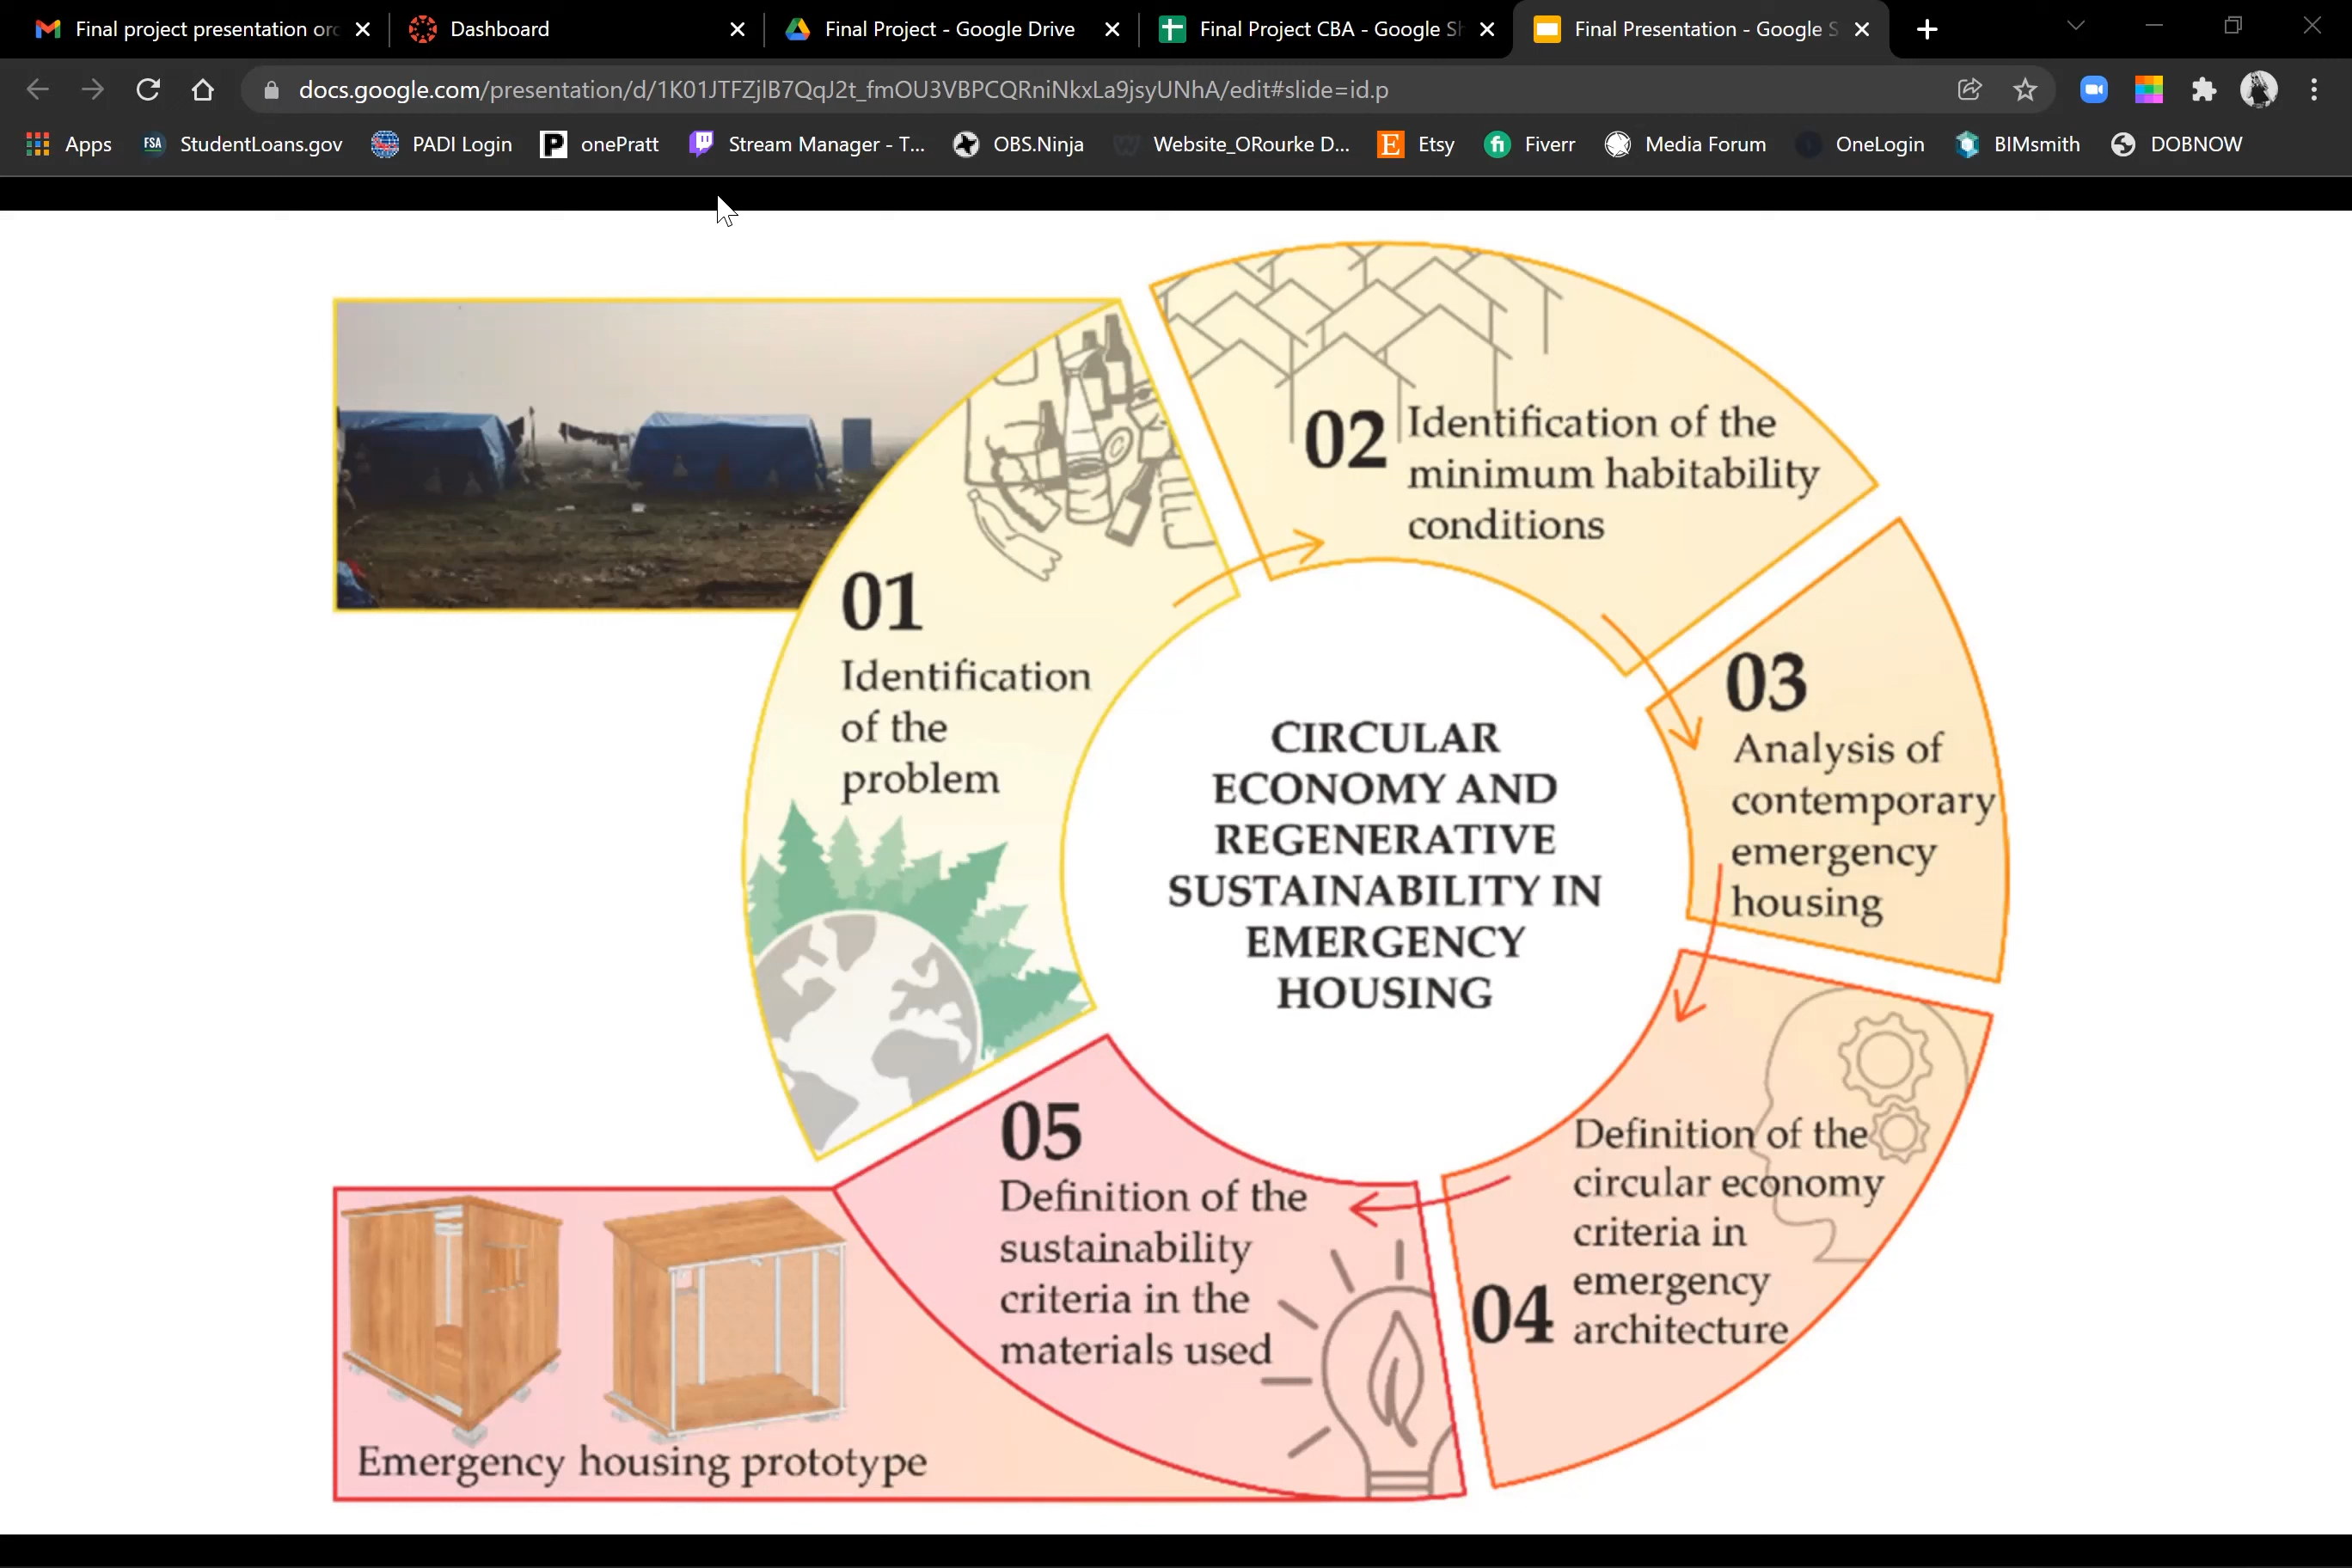 Final project presentation orc
Dashboard
Final Project - Google Drive
Final Project CBA - Google Sh
Final Presentation - Google S
docs.google.com/presentation/d/1K01JTFZjlB7QqJ2t_fmOU3VBPCQRniNkxLa9jsyUNhA/edit#slide=id.p
Apps
FSA
StudentLoans.gov
PADI Login
P
onePratt
Stream Manager - T...
OBS.Ninja
W
Website_ORourke D...
E
Etsy
fi
Fiverr
Media Forum
OneLogin
BIMsmith
DOBNOW
01
Identification
of the
problem
02
Identification of the
minimum habitability
conditions
03
Analysis of
contemporary
emergency
housing
CIRCULAR
ECONOMY AND
REGENERATIVE
SUSTAINABILITY IN
EMERGENCY
HOUSING
04
Definition of the
circular economy
criteria in
emergency
architecture
05
Definition of the
sustainability
criteria in the
materials used
Emergency housing prototype